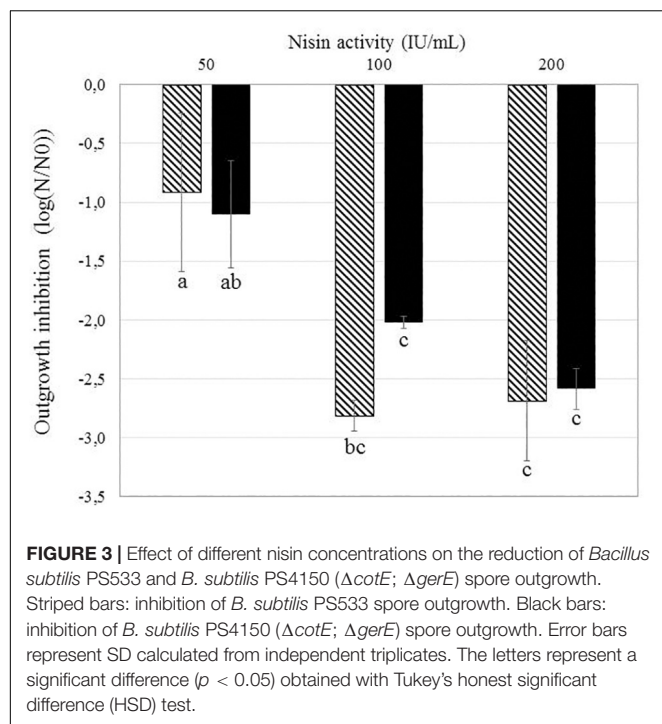 Nisin activity (IU/mL)
50 100 200
0,0
-0,5
-1,0
-1,5
-2,0
-2,5
-3,0
-3,5
Outgrowth inhibition (log(N/N0))
a ab
bc c
c c
FIGURE 3 | Effect of different nisin concentrations on the reduction of Bacillus
subtilis PS533 and B. subtilis PS4150 (ΔcotE; ΔgerE) spore outgrowth.
Striped bars: inhibition of B. subtilis PS533 spore outgrowth. Black bars:
inhibition of B. subtilis PS4150 (ΔcotE; ΔgerE) spore outgrowth. Error bars
represent SD calculated from independent triplicates. The letters represent a
significant difference (p < 0.05) obtained with Tukey's honest significant
difference (HSD) test.